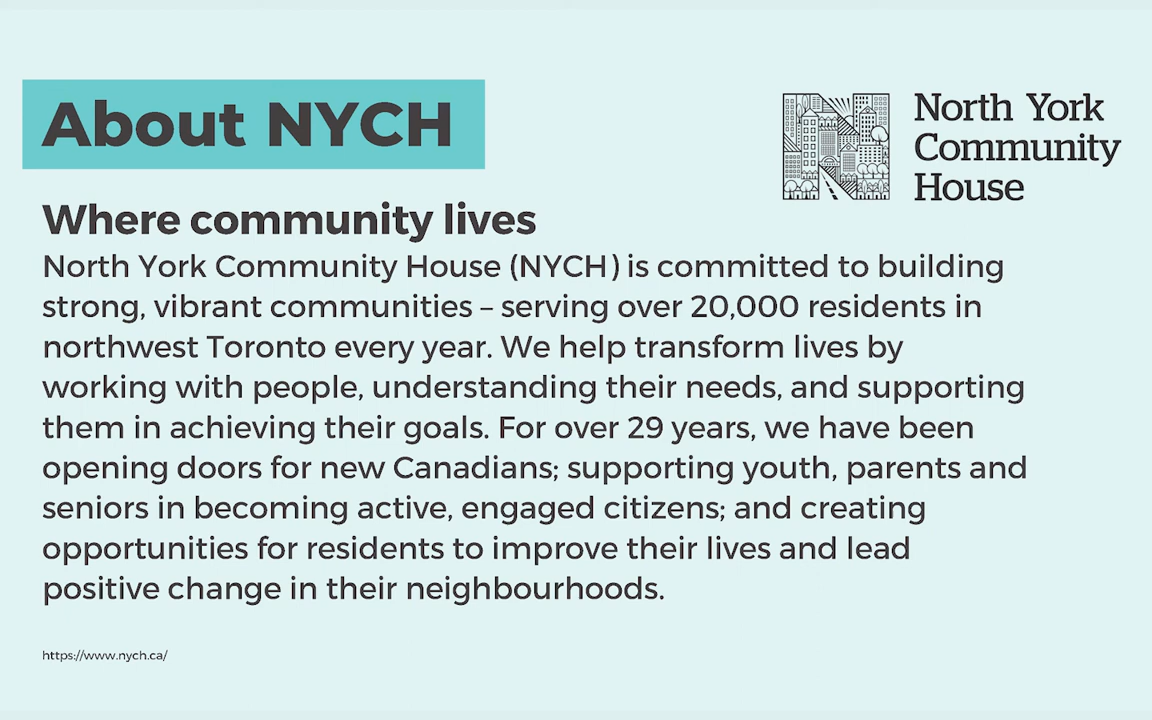 About NYCH
North York
Community
House
Where community lives
North York Community House (NYCH) is committed to building
strong, vibrant communities – serving over 20,000 residents in
northwest Toronto every year. We help transform lives by
working with people, understanding their needs, and supporting
them in achieving their goals. For over 29 years, we have been
opening doors for new Canadians; supporting youth, parents and
seniors in becoming active, engaged citizens; and creating
opportunities for residents to improve their lives and lead
positive change in their neighbourhoods.
https://www.nych.ca/